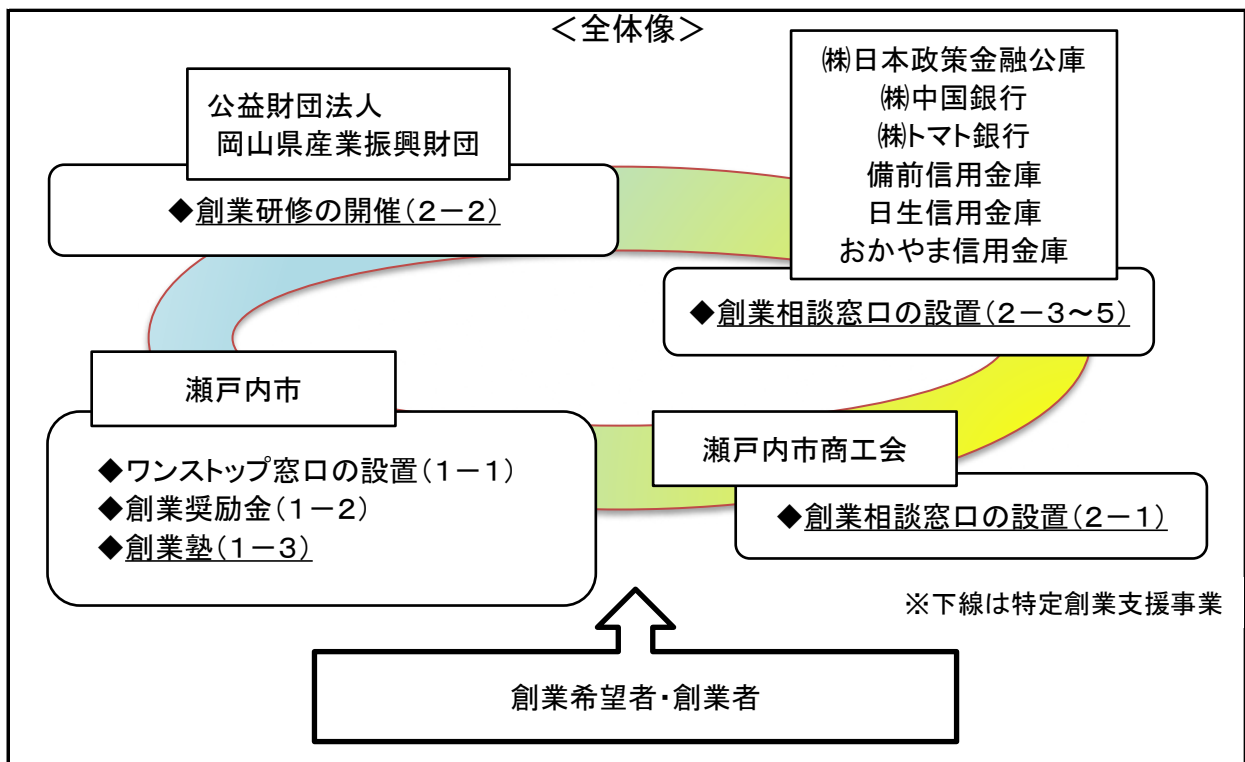 ＜全体像＞
公益財団法人
岡山県産業振興財団
◆創業研修の開催(２－２)
㈱日本政策金融公庫
㈱中国銀行
㈱トマト銀行
備前信用金庫
日生信用金庫
おかやま信用金庫
◆創業相談窓口の設置(２－３～５)
瀬戸内市
◆ワンストップ窓口の設置(１－１)
◆創業奨励金(１－２)
◆創業塾(１－３)
瀬戸内市商工会
◆創業相談窓口の設置(２－１)
※下線は特定創業支援事業
創業希望者・創業者